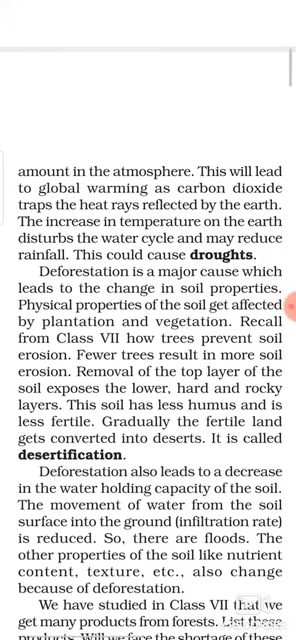 amount in the atmosphere. This will lead
to global warming as carbon dioxide
traps the heat rays reflected by the earth.
The increase in temperature on the earth
disturbs the water cycle and may reduce
rainfall. This could cause droughts.
Deforestation is a major cause which
leads to the change in soil properties.
Physical properties of the soil get affected
by plantation and vegetation. Recall
from Class VII how trees prevent soil
erosion. Fewer trees result in more soil
erosion. Removal of the top layer of
the soil exposes the lower, hard and rocky
layers. This soil has less humus and is
less fertile. Gradually the fertile land
gets converted into deserts. It is called
desertification.
Deforestation also leads to a decrease
in the water holding capacity of the soil.
The movement of water from the soil
surface into the ground (infiltration rate)
is reduced. So, there are floods. The
other properties of the soil like nutrient
content, texture, etc., also change
because of deforestation.
We have studied in Class VII that we
get many products from forests. List these
products. Will we face the shortage of these